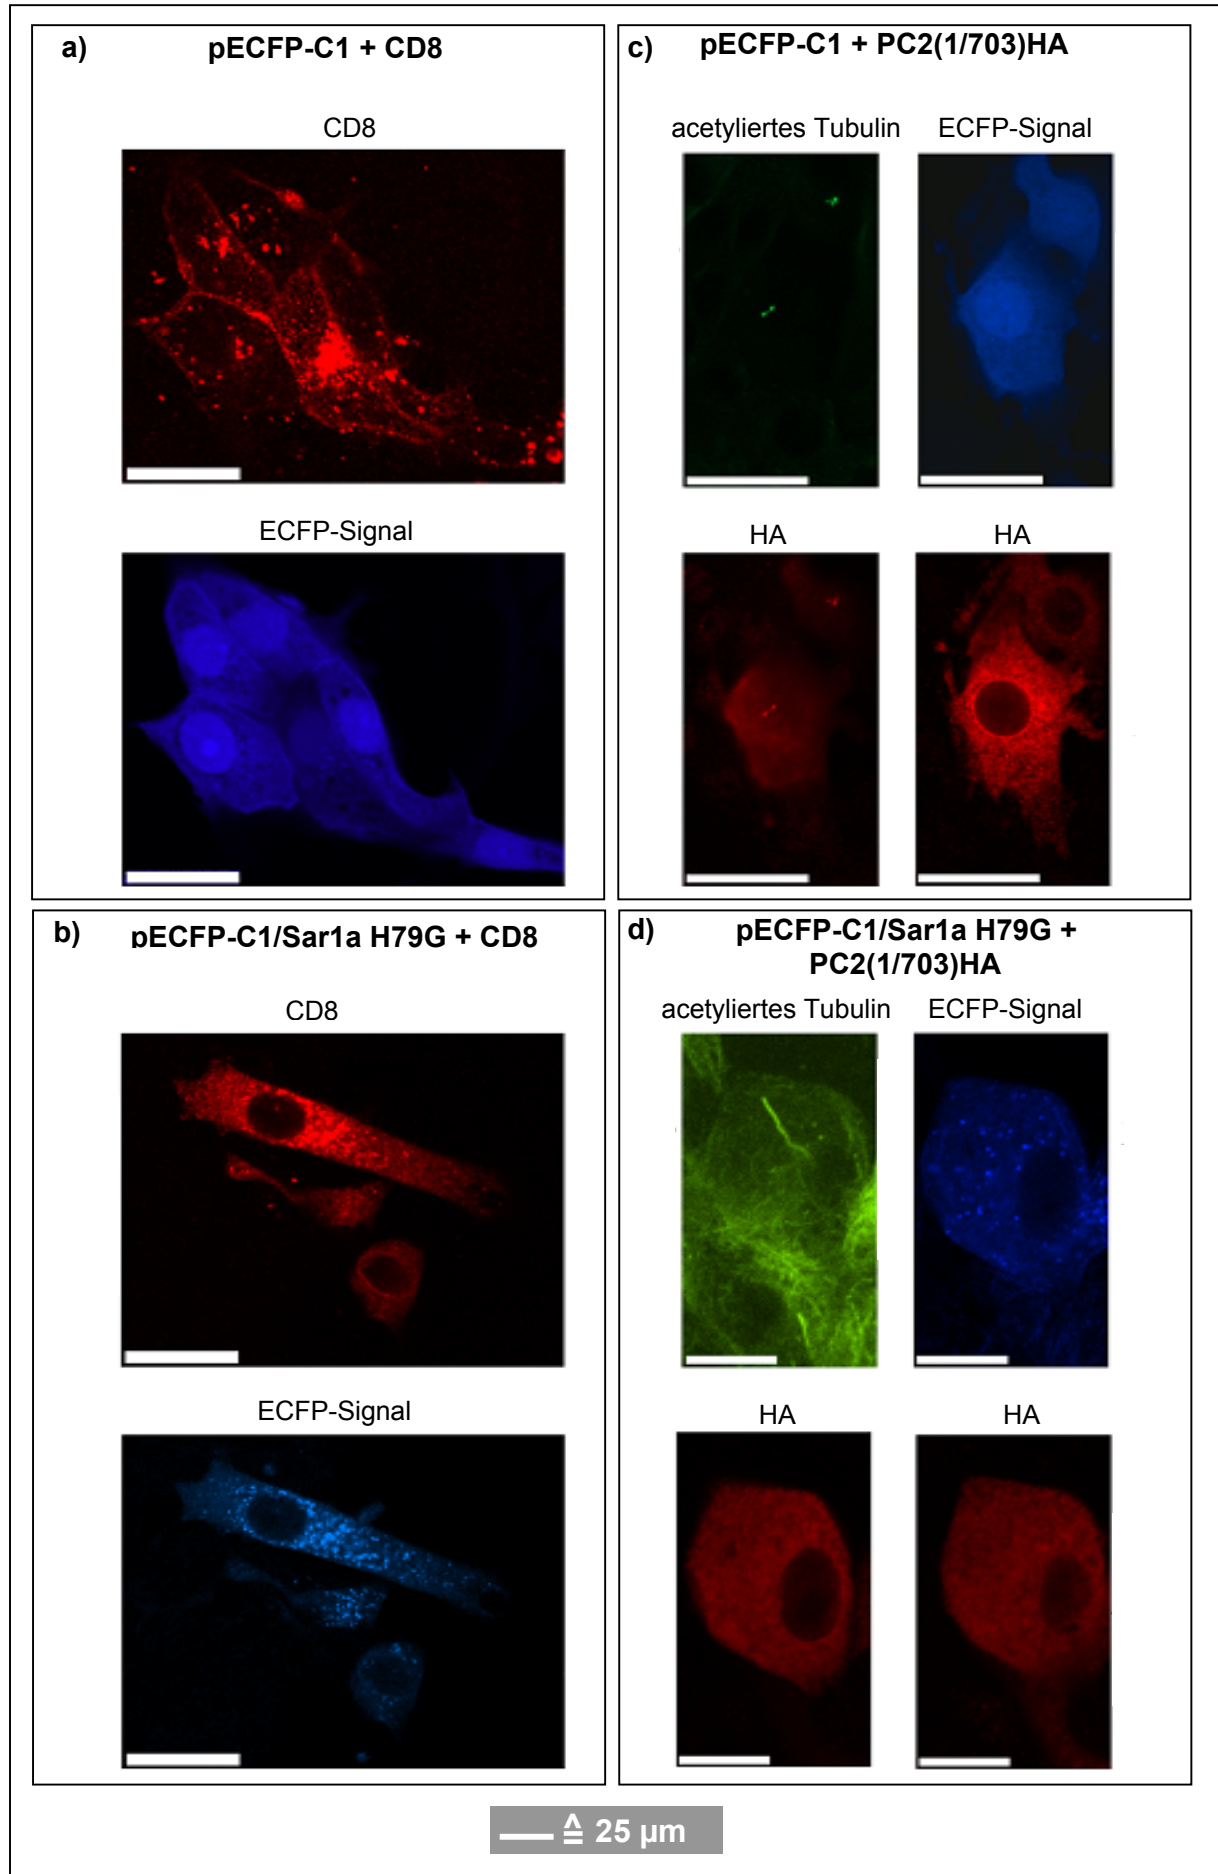 a)
pECFP-C1 + CD8
CD8
ECFP-Signal
c)
pECFP-C1 + PC2(1/703)HA
acetyliertes Tubulin
ECFP-Signal
HA
HA
b)
pECFP-C1/Sar1a H79G + CD8
CD8
ECFP-Signal
d)
pECFP-C1/Sar1a H79G +
PC2(1/703)HA
acetyliertes Tubulin
ECFP-Signal
HA
HA
≙ 25 µm